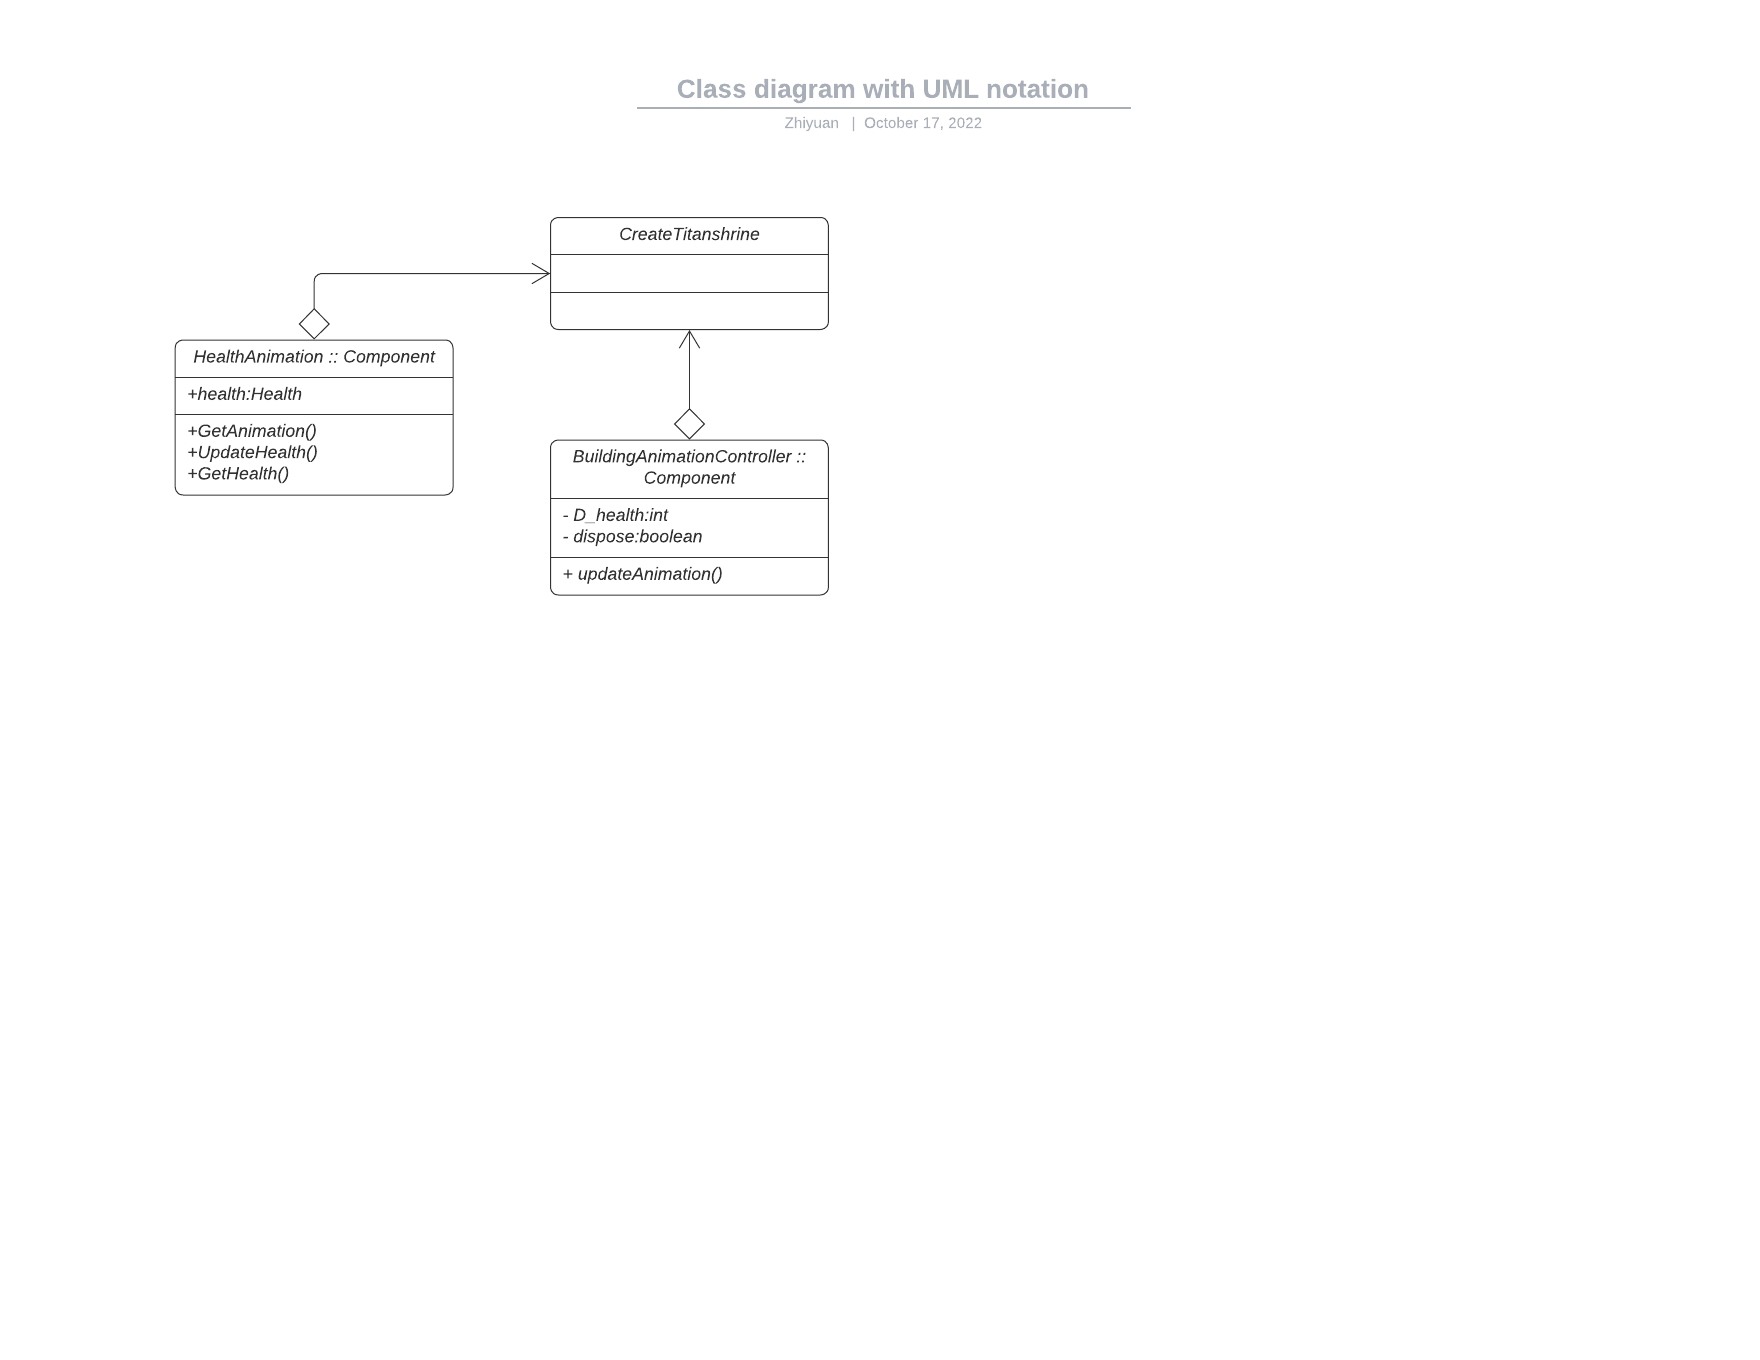 Class diagram with UML notation
Zhiyuan | October 17, 2022
CreateTitanshrine
HealthAnimation :: Component
+health:Health
+GetAnimation()
+UpdateHealth()
+GetHealth()
BuildingAnimationController ::
Component
- D_health:int
- dispose:boolean
+ updateAnimation()